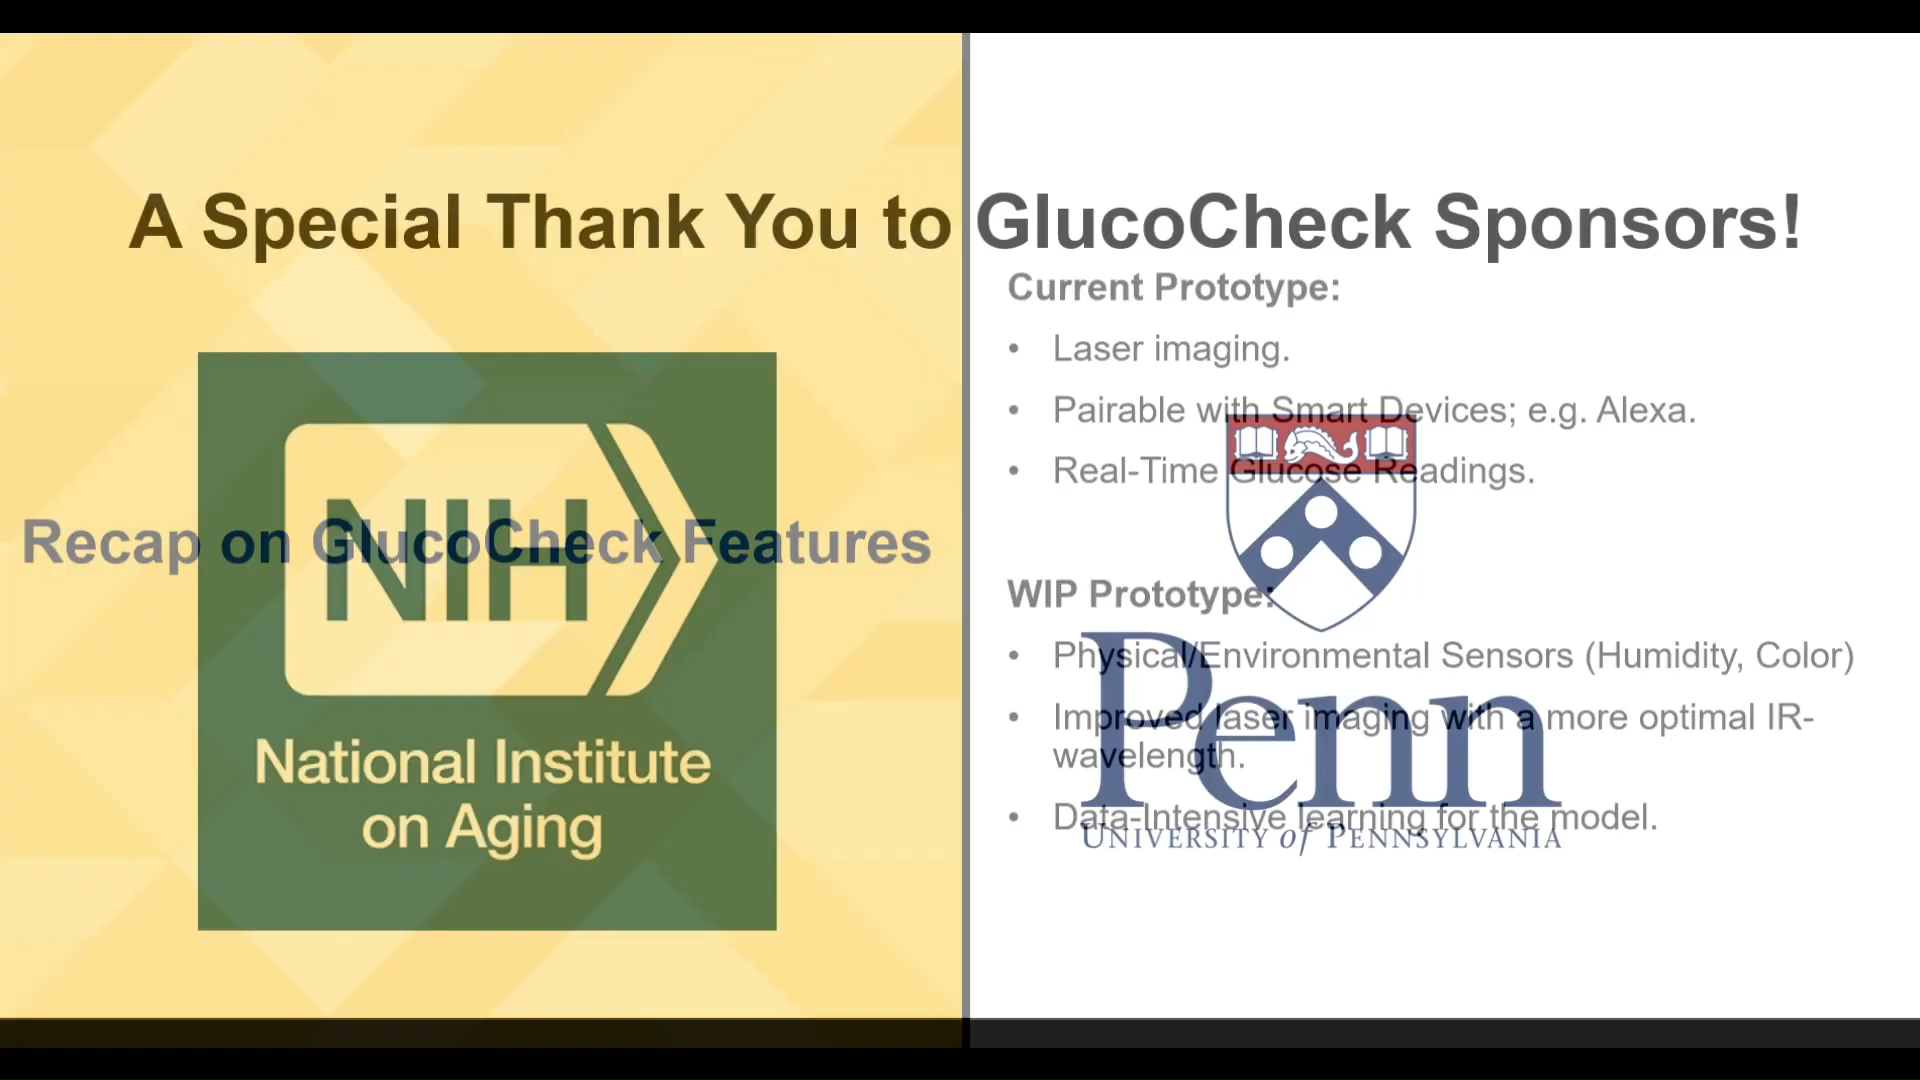 A Special Thank You to GlucoCheck Sponsors!
Recap on GlucoCheck Features
NIH
National Institute
on Aging
Current Prototype:
• Laser imaging.
• Pairable with Smart Devices; e.g. Alexa.
• Real-Time Glucose Readings.
WIP Prototype:
• Physical/Environmental Sensors (Humidity, Color)
• Improved laser imaging with a more optimal IR-
wavelength.
• Data-Intensive learning for the model.
Penn
UNIVERSITY of PENNSYLVANIA